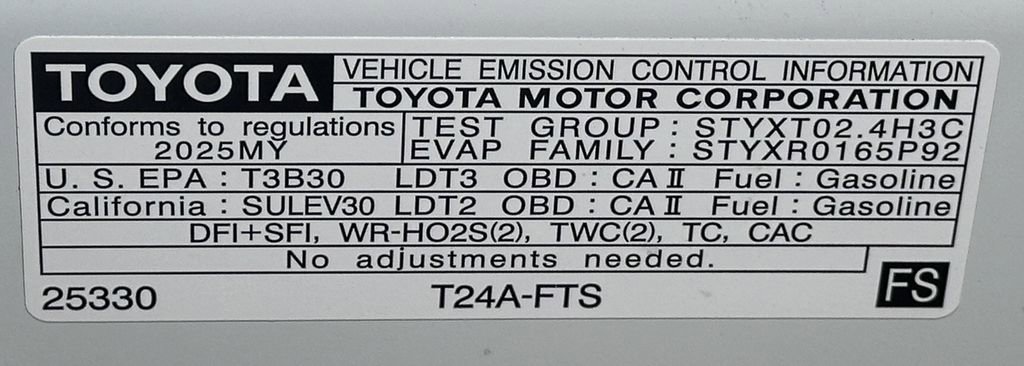 TOYOTA VEHICLE EMISSION CONTROL INFORMATION
TOYOTA MOTOR CORPORATION
Conforms to regulations
2025MY
TEST GROUP : STYXT02.4H3C
EVAP FAMILY : STYXR0165P92
U. S. EPA : T3B30 LDT3 OBD : CA II Fuel : Gasoline
California : SULEV30 LDT2 OBD : CA II Fuel : Gasoline
DFI+SFI, WR-HO2S(2), TWC(2), TC, CAC
No adjustments needed.
25330 T24A-FTS FS